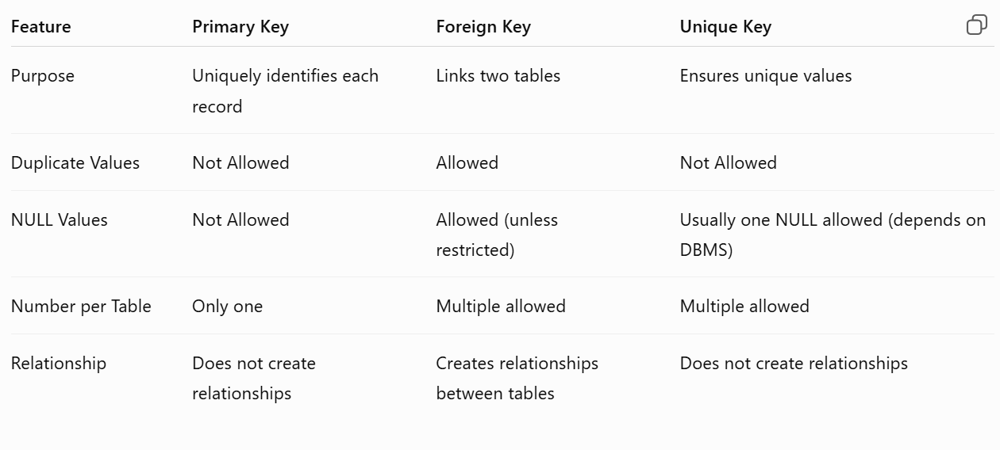 Feature Primary Key Foreign Key Unique Key
Purpose Uniquely identifies each Links two tables Ensures unique values
record
Duplicate Values Not Allowed Allowed Not Allowed
NULL Values Not Allowed Allowed (unless Usually one NULL allowed (depends on
restricted) DBMS)
Number per Table Only one Multiple allowed Multiple allowed
Relationship Does not create Creates relationships Does not create relationships
relationships between tables